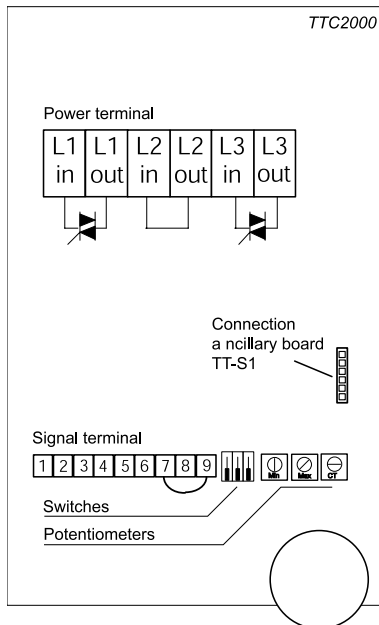 TTC2000
Power terminal
L1 L1 L2 L2 L3 L3
in out in out in out
Connection
a ncillary board
TT-S1
Signal terminal
1 2 3 4 5 6 7 8 9
Min Max CT
Switches
Potentiometers